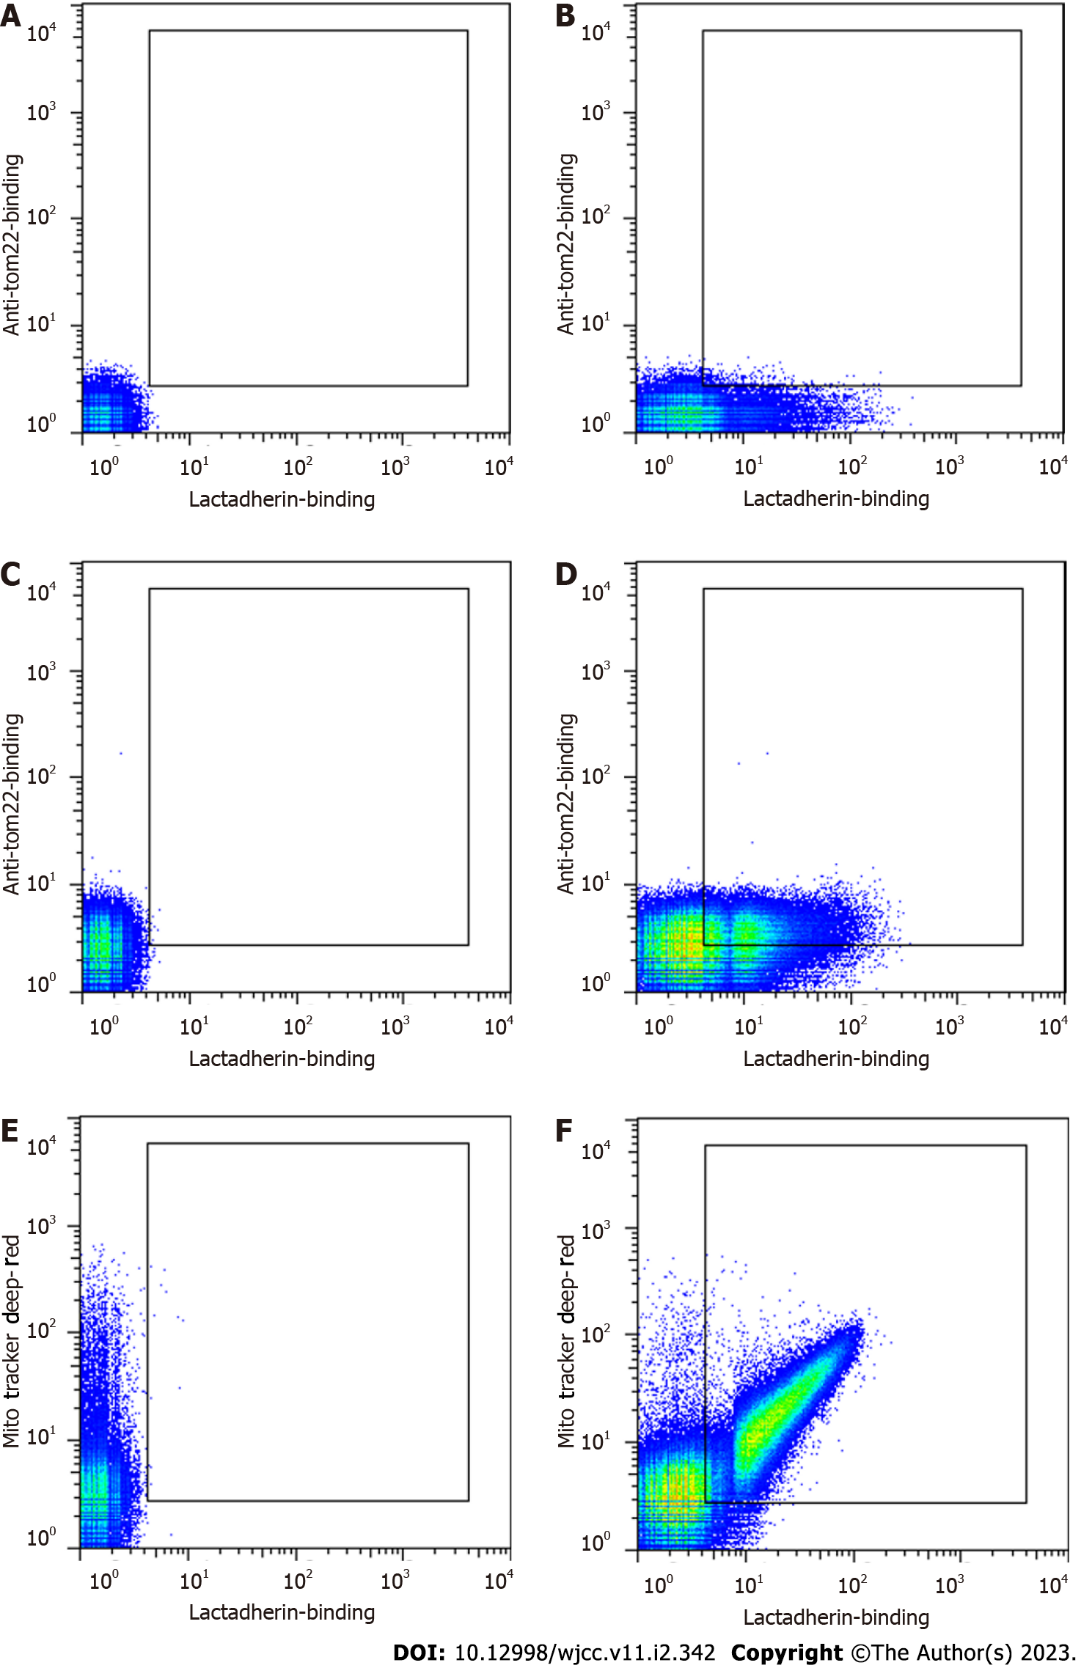 A
10⁴
10³
10²
10¹
10⁰
Anti-tom22-binding
10⁰ 10¹ 10² 10³ 10⁴
Lactadherin-binding
B
10⁴
10³
10²
10¹
10⁰
Anti-tom22-binding
10⁰ 10¹ 10² 10³ 10⁴
Lactadherin-binding
C
10⁴
10³
10²
10¹
10⁰
Anti-tom22-binding
10⁰ 10¹ 10² 10³ 10⁴
Lactadherin-binding
D
10⁴
10³
10²
10¹
10⁰
Anti-tom22-binding
10⁰ 10¹ 10² 10³ 10⁴
Lactadherin-binding
E
10⁴
10³
10²
10¹
10⁰
Mito tracker deep-red
10⁰ 10¹ 10² 10³ 10⁴
Lactadherin-binding
F
10⁴
10³
10²
10¹
10⁰
Mito tracker deep-red
10⁰ 10¹ 10² 10³ 10⁴
Lactadherin-binding
DOI: 10.12998/wjcc.v11.i2.342 Copyright ©The Author(s) 2023.